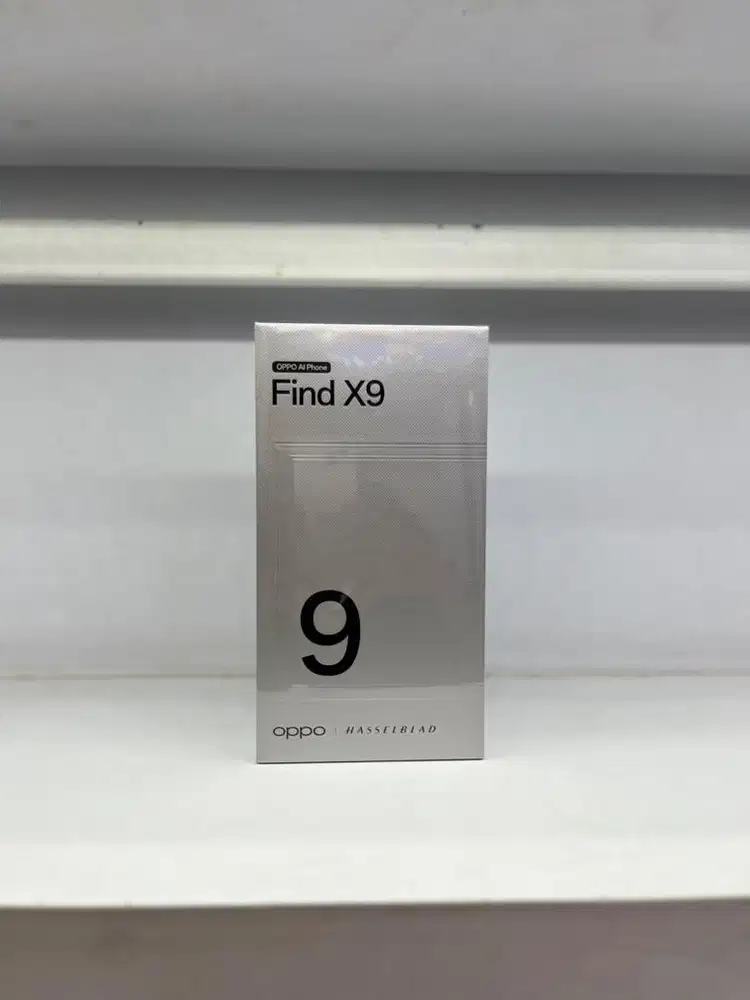 OPPO AI Phone
Find X9
9
oppo | HASSELBLAD